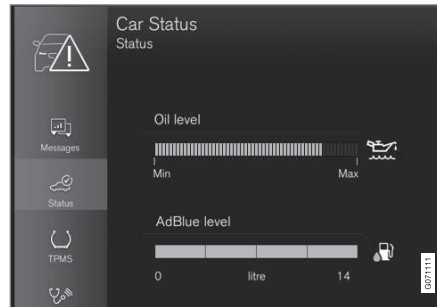 Car Status
Status
Messages
Status
TPMS
Oil level
Min Max
AdBlue level
0 litre 14
G071111